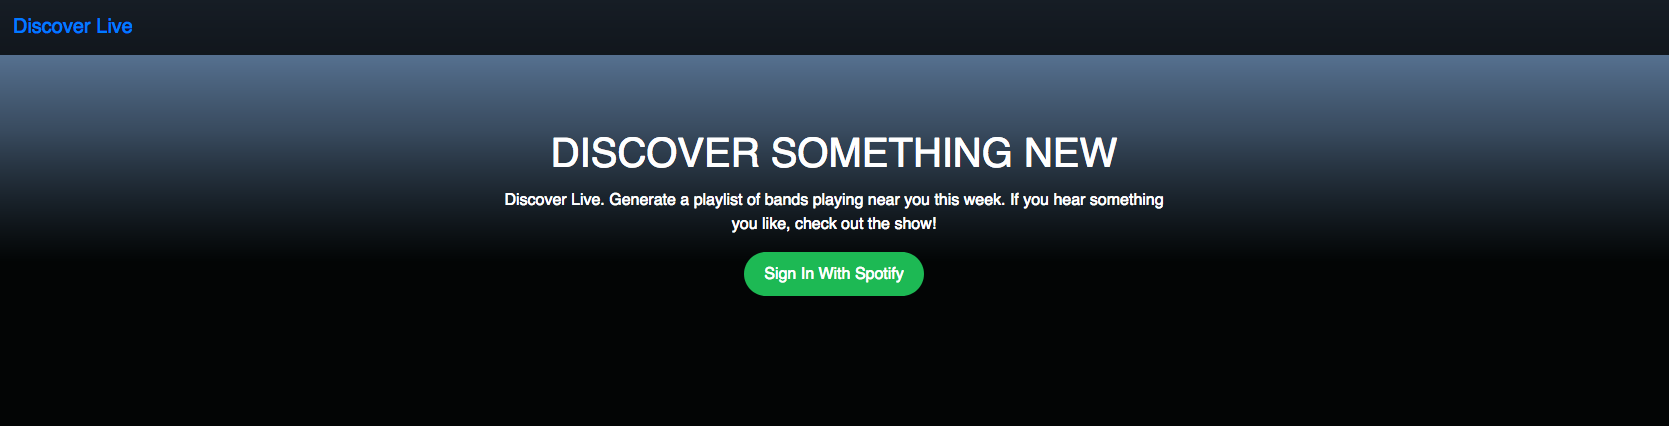 Discover Live
DISCOVER SOMETHING NEW
Discover Live. Generate a playlist of bands playing near you this week. If you hear something
you like, check out the show!
Sign In With Spotify